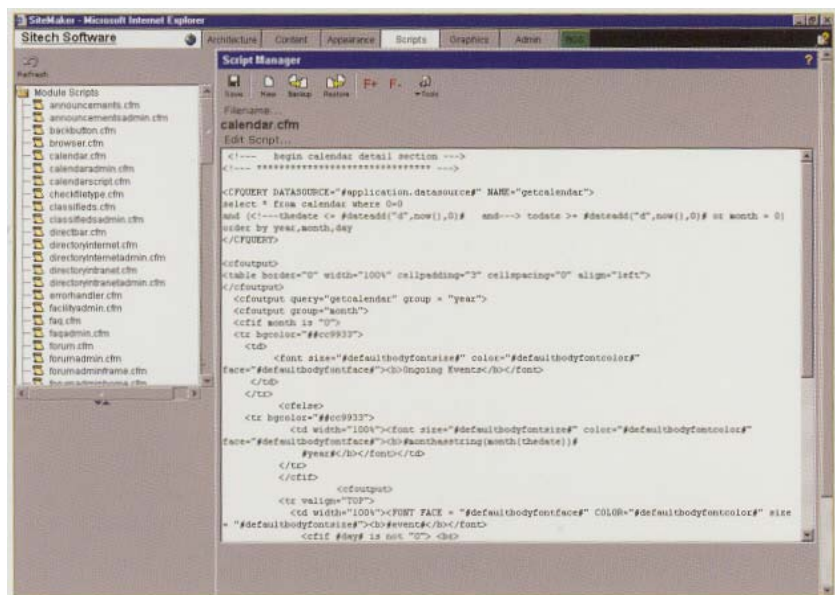 SiteMaker - Microsoft Internet Explorer
Sitech Software
Architecture Content Appearance Scripts Graphics Admin
Refresh
Script Manager
?
Save New Backup Restore F+ F- Tools
Filename...
calendar.cfm
Edit Script...
Module Scripts
announcements.cfm
announcementsadmin.cfm
backbutton.cfm
browser.cfm
calendar.cfm
calendaradmin.cfm
calendarscript.cfm
checkfiletype.cfm
classifieds.cfm
classifiedsadmin.cfm
directbar.cfm
directoryinternet.cfm
directoryinternetadmin.cfm
directoryintranet.cfm
directoryintranetadmin.cfm
errorhandler.cfm
facilityadmin.cfm
faq.cfm
faqadmin.cfm
forum.cfm
forumadmin.cfm
forumadminframe.cfm
forumadminhome.cfm
<!--- begin calendar detail section --->
<!--- ******************************** --->
<CFQUERY DATASOURCE="#application.datasource#" NAME="getcalendar">
select * from calendar where 0=0
and (<!---thedate <= #dateadd("d",now(),0)# and---> todate >= #dateadd("d",now(),0)# or month = 0)
order by year,month,day
</CFQUERY>
<cfoutput>
<table border="0" width="100%" cellpadding="3" cellspacing="0" align="left">
</cfoutput>
<cfoutput query="getcalendar" group = "year">
<cfoutput group="month">
<cfif month is "0">
<tr bgcolor="##cc9933">
<td>
<font size="#defaultbodyfontsize#" color="#defaultbodyfontcolor#"
face="#defaultbodyfontface#"><b>Ongoing Events</b></font>
</td>
</tr>
<cfelse>
<tr bgcolor="##cc9933">
<td width="100%"><font size="#defaultbodyfontsize#" color="#defaultbodyfontcolor#"
face="#defaultbodyfontface#"><b>#monthasstring(month(thedate))#
#year#</b></font></td>
</tr>
</cfif>
<cfoutput>
<tr valign="TOP">
<td width="100%"><FONT FACE = "#defaultbodyfontface#" COLOR="#defaultbodyfontcolor#" size
= "#defaultbodyfontsize#"><b>#event#</b></font>
<cfif #day# is not "0"> <br>